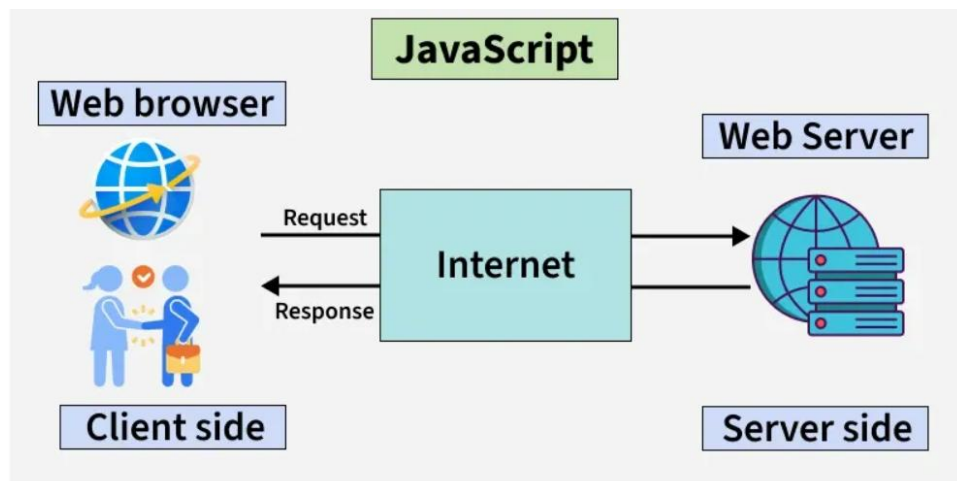 JavaScript
Web browser
Web Server
Request
Internet
Response
Client side
Server side